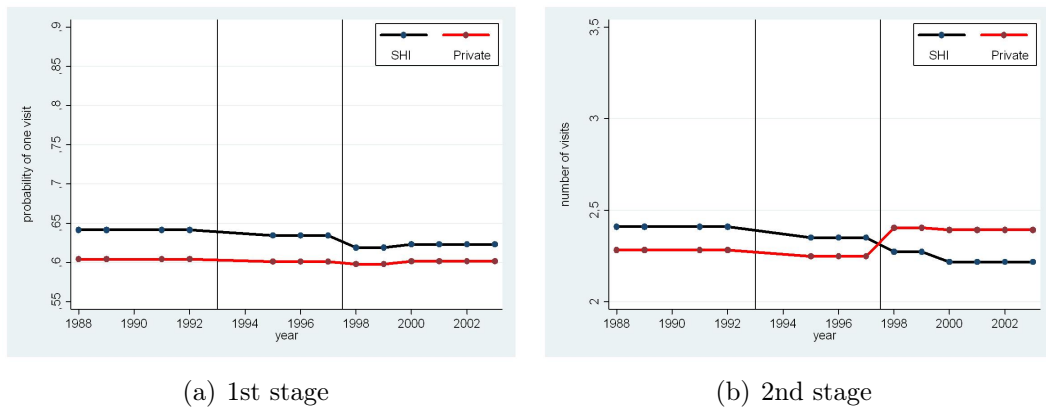 ,9
,85
,8
,75
,7
,65
,6
,55
probability of one visit
SHI Private
1988 1990 1992 1994 1996 1998 2000 2002
year
(a) 1st stage
3,5
3
2,5
2
number of visits
SHI Private
1988 1990 1992 1994 1996 1998 2000 2002
year
(b) 2nd stage